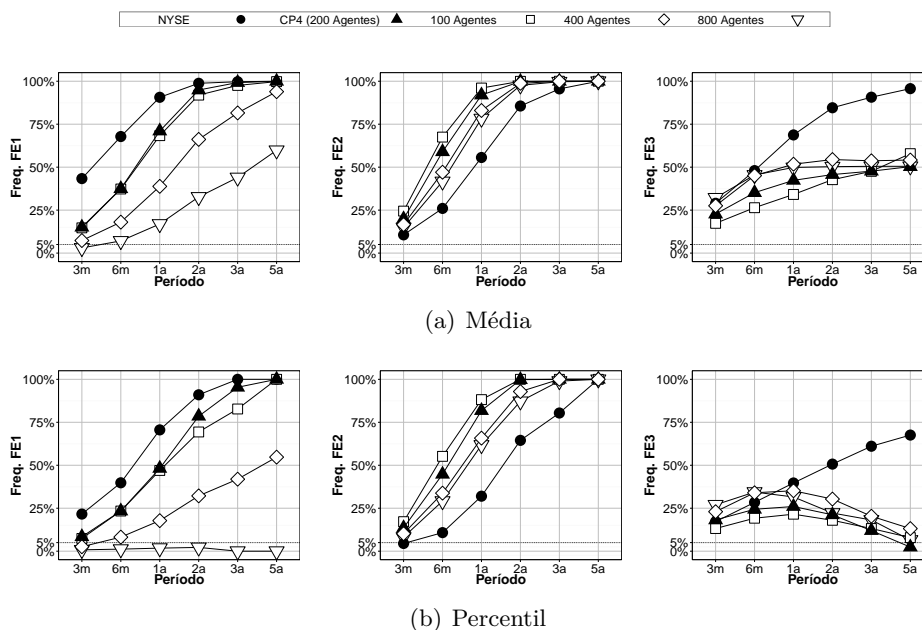 NYSE CP4 (200 Agentes) 100 Agentes 400 Agentes 800 Agentes
Freq. FE1
100%
75%
50%
25%
5%
0%
3m 6m 1a 2a 3a 5a
Período
Freq. FE2
100%
75%
50%
25%
5%
0%
3m 6m 1a 2a 3a 5a
Período
Freq. FE3
100%
75%
50%
25%
5%
0%
3m 6m 1a 2a 3a 5a
Período
(a) Média
Freq. FE1
100%
75%
50%
25%
5%
0%
3m 6m 1a 2a 3a 5a
Período
Freq. FE2
100%
75%
50%
25%
5%
0%
3m 6m 1a 2a 3a 5a
Período
Freq. FE3
100%
75%
50%
25%
5%
0%
3m 6m 1a 2a 3a 5a
Período
(b) Percentil